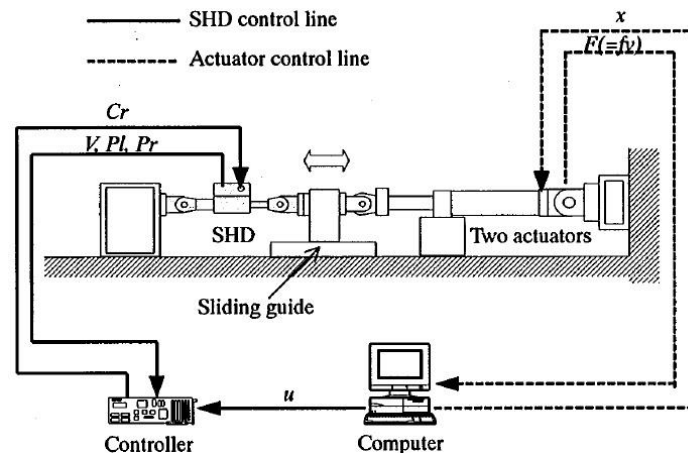 SHD control line
Actuator control line
x
F(=fv)
Cr
V, Pl, Pr
SHD
Two actuators
Sliding guide
u
Controller
Computer